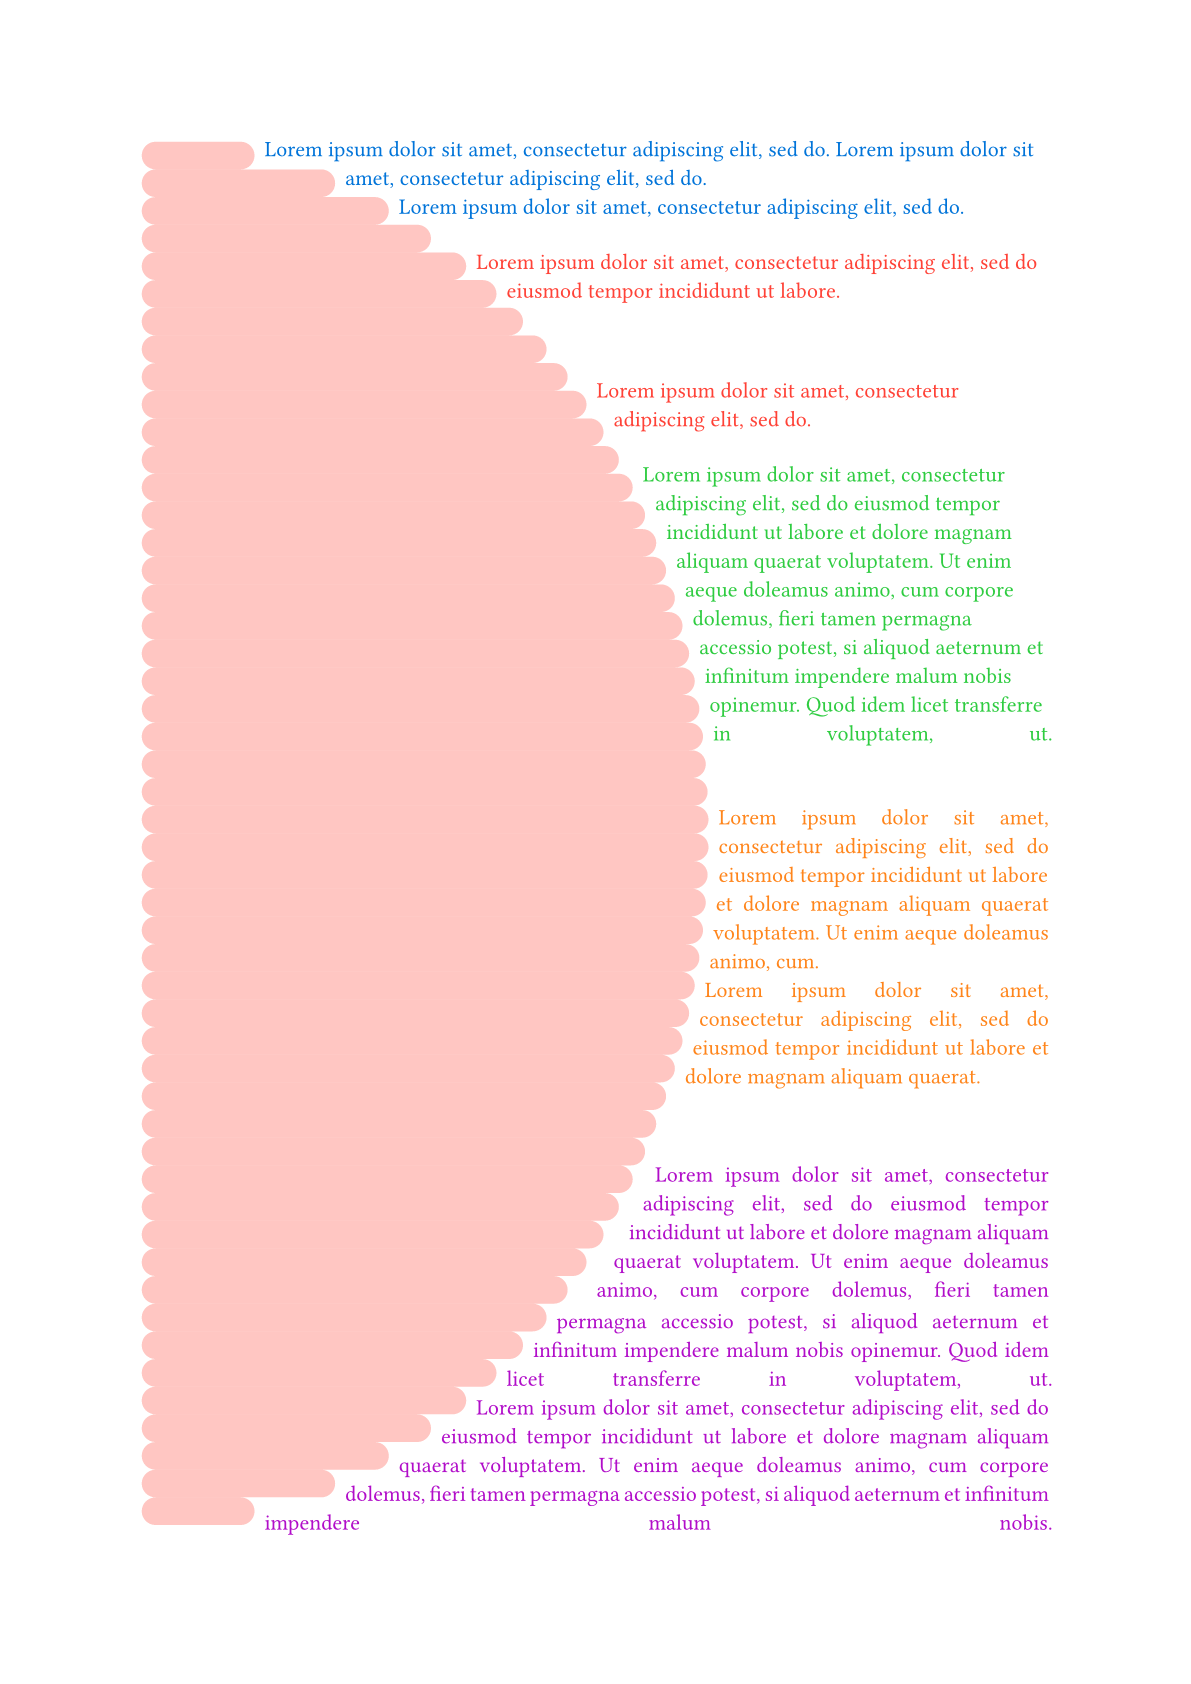 Lorem ipsum dolor sit amet, consectetur adipiscing elit, sed do. Lorem ipsum dolor sit
amet, consectetur adipiscing elit, sed do.
Lorem ipsum dolor sit amet, consectetur adipiscing elit, sed do.
Lorem ipsum dolor sit amet, consectetur adipiscing elit, sed do
eiusmod tempor incididunt ut labore.
Lorem ipsum dolor sit amet, consectetur
adipiscing elit, sed do.
Lorem ipsum dolor sit amet, consectetur
adipiscing elit, sed do eiusmod tempor
incididunt ut labore et dolore magnam
aliquam quaerat voluptatem. Ut enim
aeque doleamus animo, cum corpore
dolemus, fieri tamen permagna
accessio potest, si aliquod aeternum et
infinitum impendere malum nobis
opinemur. Quod idem licet transferre
in voluptatem, ut.
Lorem ipsum dolor sit amet,
consectetur adipiscing elit, sed do
eiusmod tempor incididunt ut labore
et dolore magnam aliquam quaerat
voluptatem. Ut enim aeque doleamus
animo, cum.
Lorem ipsum dolor sit amet,
consectetur adipiscing elit, sed do
eiusmod tempor incididunt ut labore et
dolore magnam aliquam quaerat.
Lorem ipsum dolor sit amet, consectetur
adipiscing elit, sed do eiusmod tempor
incididunt ut labore et dolore magnam aliquam
quaerat voluptatem. Ut enim aeque doleamus
animo, cum corpore dolemus, fieri tamen
permagna accessio potest, si aliquod aeternum et
infinitum impendere malum nobis opinemur. Quod idem
licet transferre in voluptatem, ut.
Lorem ipsum dolor sit amet, consectetur adipiscing elit, sed do
eiusmod tempor incididunt ut labore et dolore magnam aliquam
quaerat voluptatem. Ut enim aeque doleamus animo, cum corpore
dolemus, fieri tamen permagna accessio potest, si aliquod aeternum et infinitum
impendere malum nobis.